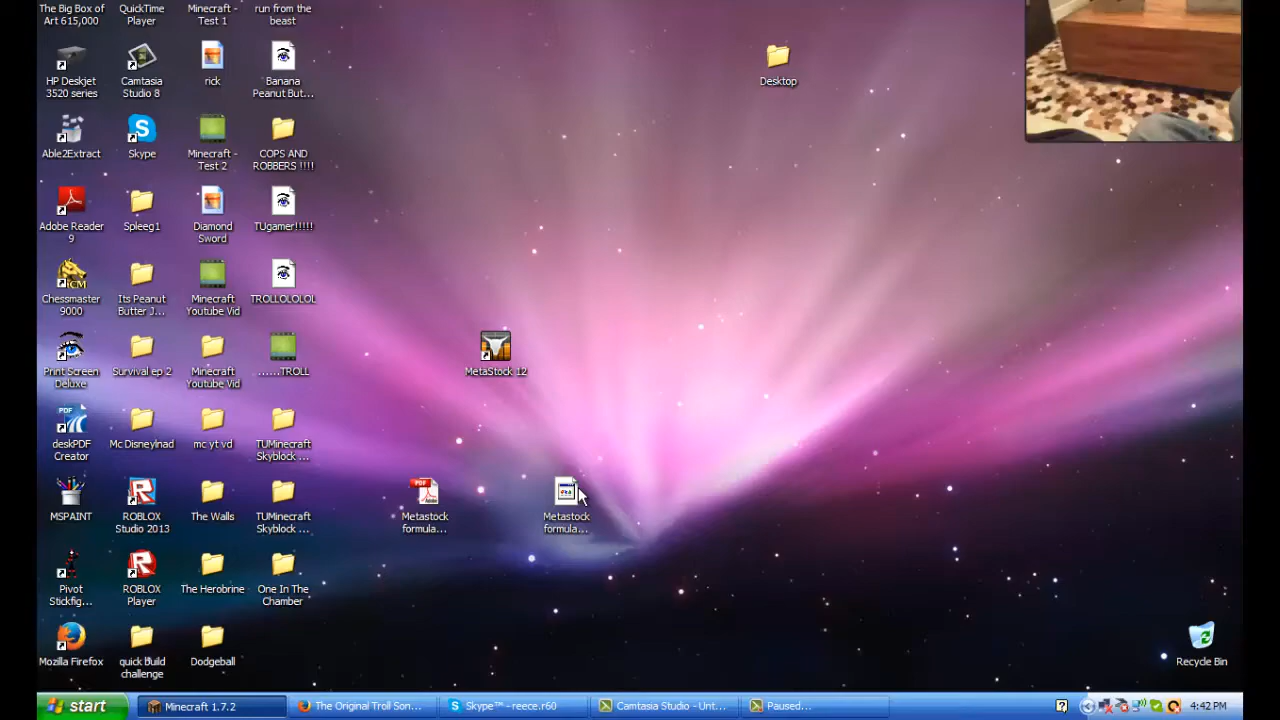 The Big Box of
Art 615,000
QuickTime
Player
Minecraft -
Test 1
run from the
beast
HP Deskjet
3520 series
Camtasia
Studio 8
rick
Banana
Peanut But...
Desktop
Able2Extract
Skype
Minecraft -
Test 2
COPS AND
ROBBERS !!!!
Adobe Reader
9
Spleeg1
Diamond
Sword
TUgamer!!!!!
Chessmaster
9000
Its Peanut
Butter J...
Minecraft
Youtube Vid
TROLLOLOLOL
Print Screen
Deluxe
Survival ep 2
Minecraft
Youtube Vid
......TROLL
MetaStock 12
deskPDF
Creator
Mc Disneylnad
mc yt vd
TUMinecraft
Skyblock ...
MSPAINT
ROBLOX
Studio 2013
The Walls
TUMinecraft
Skyblock ...
Metastock
formula...
Metastock
formula...
Pivot
Stickfig...
ROBLOX
Player
The Herobrine
One In The
Chamber
Mozilla Firefox
quick build
challenge
Dodgeball
Recycle Bin
start
Minecraft 1.7.2
The Original Troll Son...
Skype™ - reece.r60
Camtasia Studio - Unt...
Paused...
4:42 PM